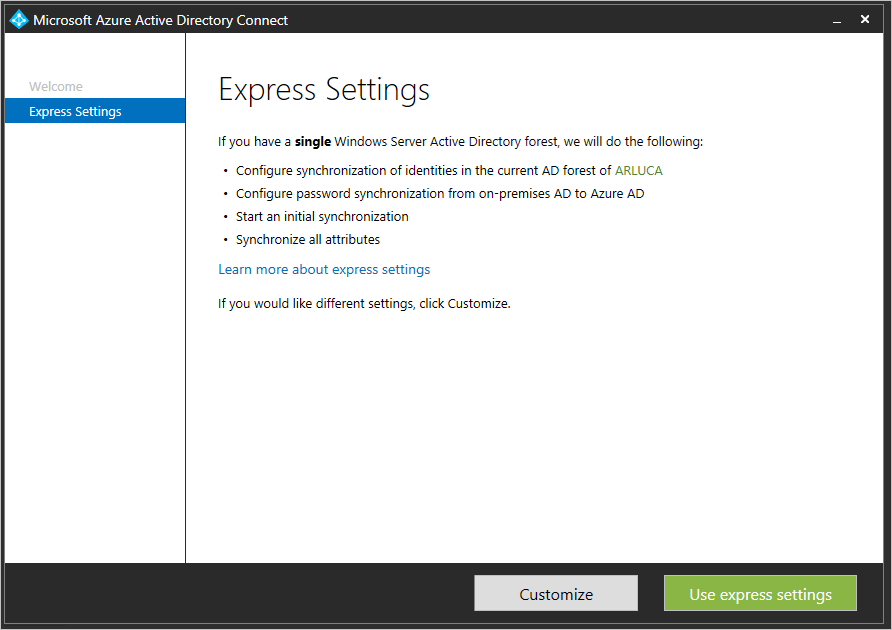 Microsoft Azure Active Directory Connect
Welcome
Express Settings
Express Settings
If you have a single Windows Server Active Directory forest, we will do the following:
• Configure synchronization of identities in the current AD forest of ARLUCA
• Configure password synchronization from on-premises AD to Azure AD
• Start an initial synchronization
• Synchronize all attributes
Learn more about express settings
If you would like different settings, click Customize.
Customize
Use express settings